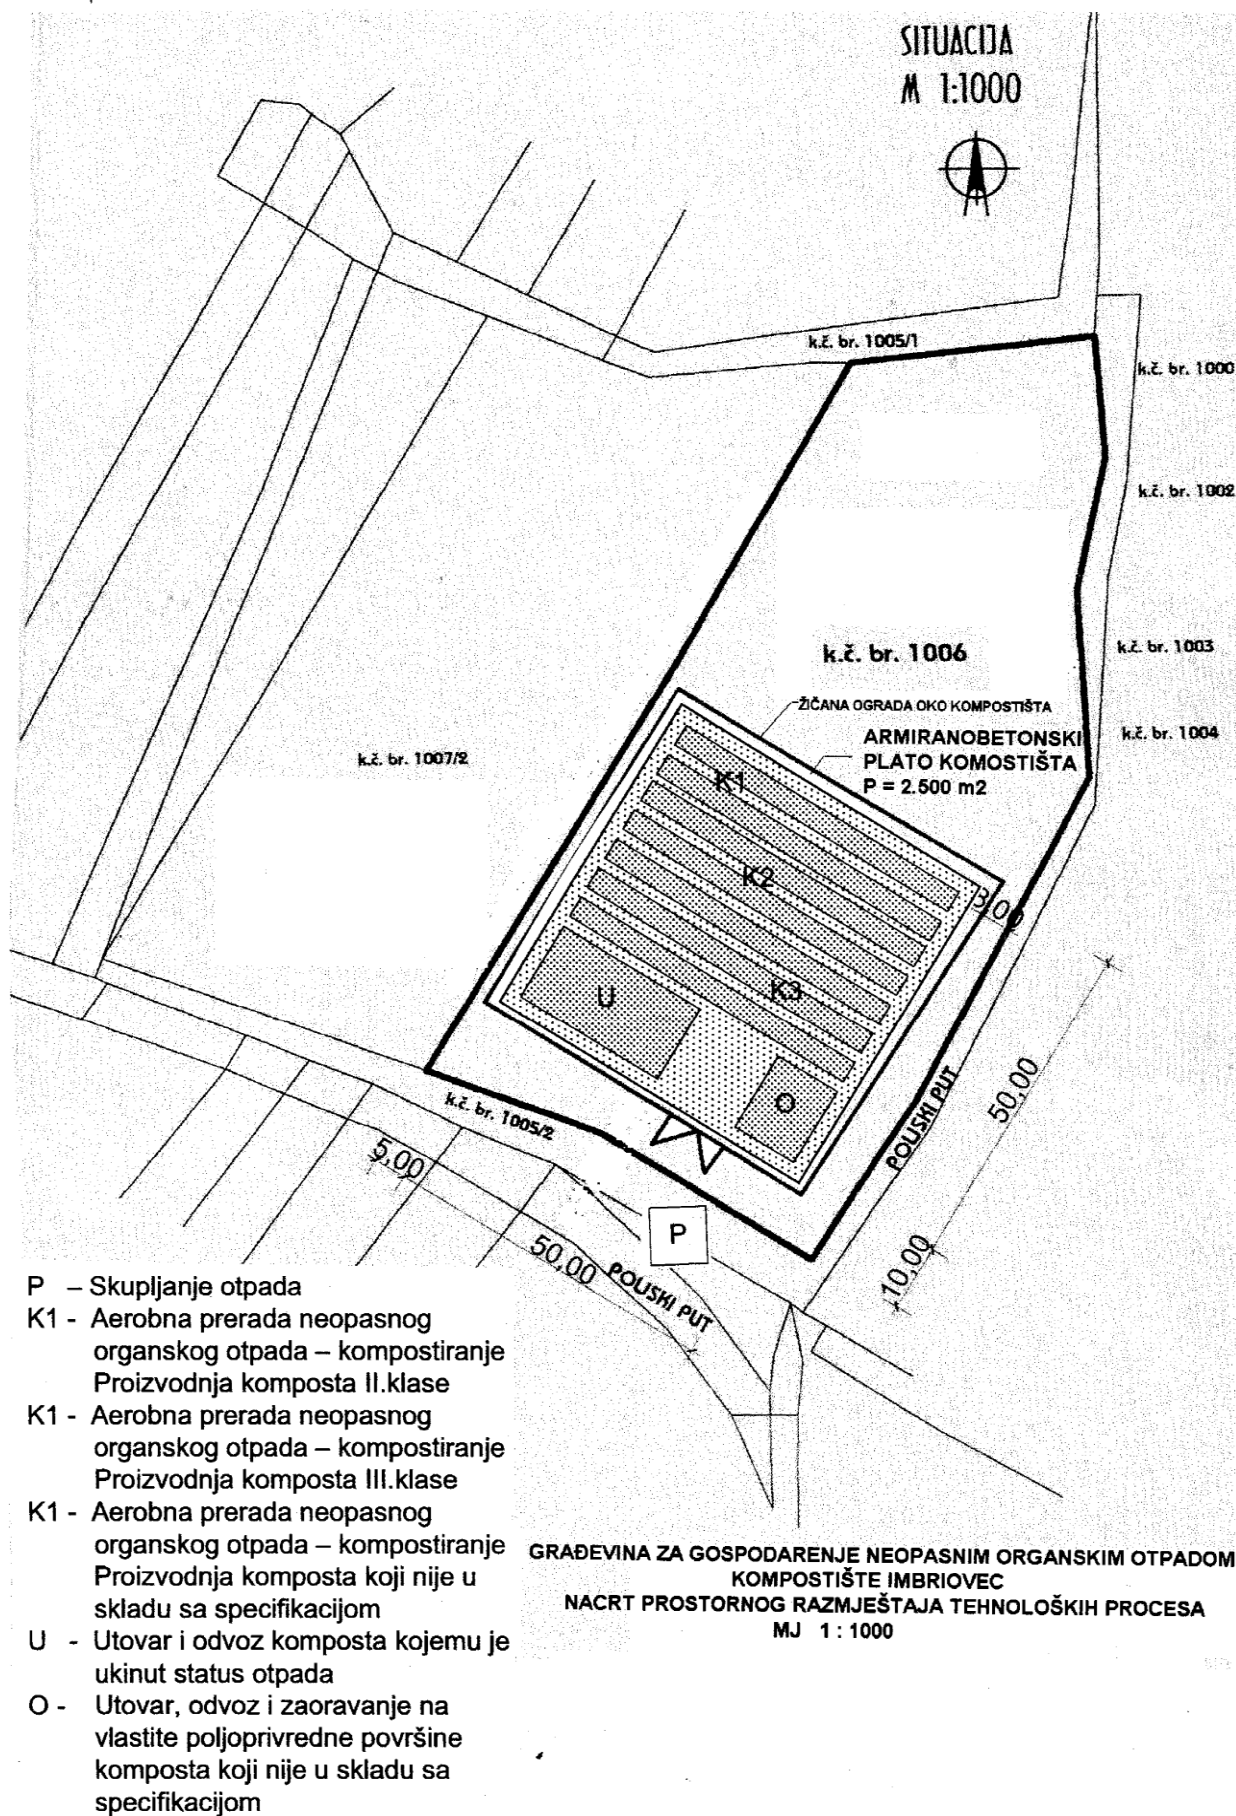 SITUACIJA
M 1:1000
k.č. br. 1005/1
k.č. br. 1000
k.č. br. 1002
k.č. br. 1006
k.č. br. 1003
ŽIČANA OGRADA OKO KOMPOSTIŠTA
ARMIRANOBETONSKI
PLATO KOMOSTIŠTA
P = 2.500 m2
k.č. br. 1004
k.č. br. 1007/2
K1
K2
3,00
K3
U
O
k.č. br. 1005/2
POLJSKI PUT
50,00
5,00
P
10,00
50,00
POLJSKI PUT
P – Skupljanje otpada
K1 - Aerobna prerada neopasnog
organskog otpada – kompostiranje
Proizvodnja komposta II.klase
K1 - Aerobna prerada neopasnog
organskog otpada – kompostiranje
Proizvodnja komposta III.klase
K1 - Aerobna prerada neopasnog
organskog otpada – kompostiranje
Proizvodnja komposta koji nije u
skladu sa specifikacijom
U - Utovar i odvoz komposta kojemu je
ukinut status otpada
O - Utovar, odvoz i zaoravanje na
vlastite poljoprivredne površine
komposta koji nije u skladu sa
specifikacijom
GRAĐEVINA ZA GOSPODARENJE NEOPASNIM ORGANSKIM OTPADOM
KOMPOSTIŠTE IMBRIOVEC
NACRT PROSTORNOG RAZMJEŠTAJA TEHNOLOŠKIH PROCESA
MJ 1 : 1000